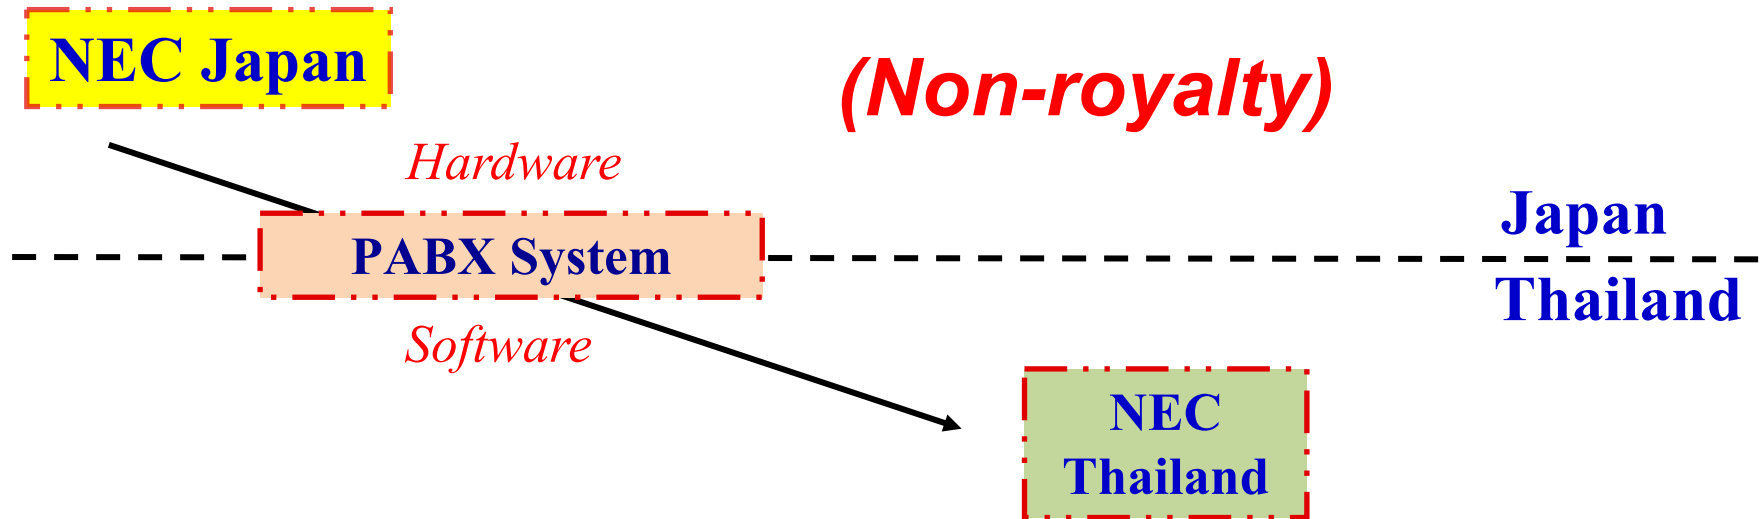 NEC Japan
(Non-royalty)
Hardware
Japan
PABX System
Thailand
Software
NEC
Thailand